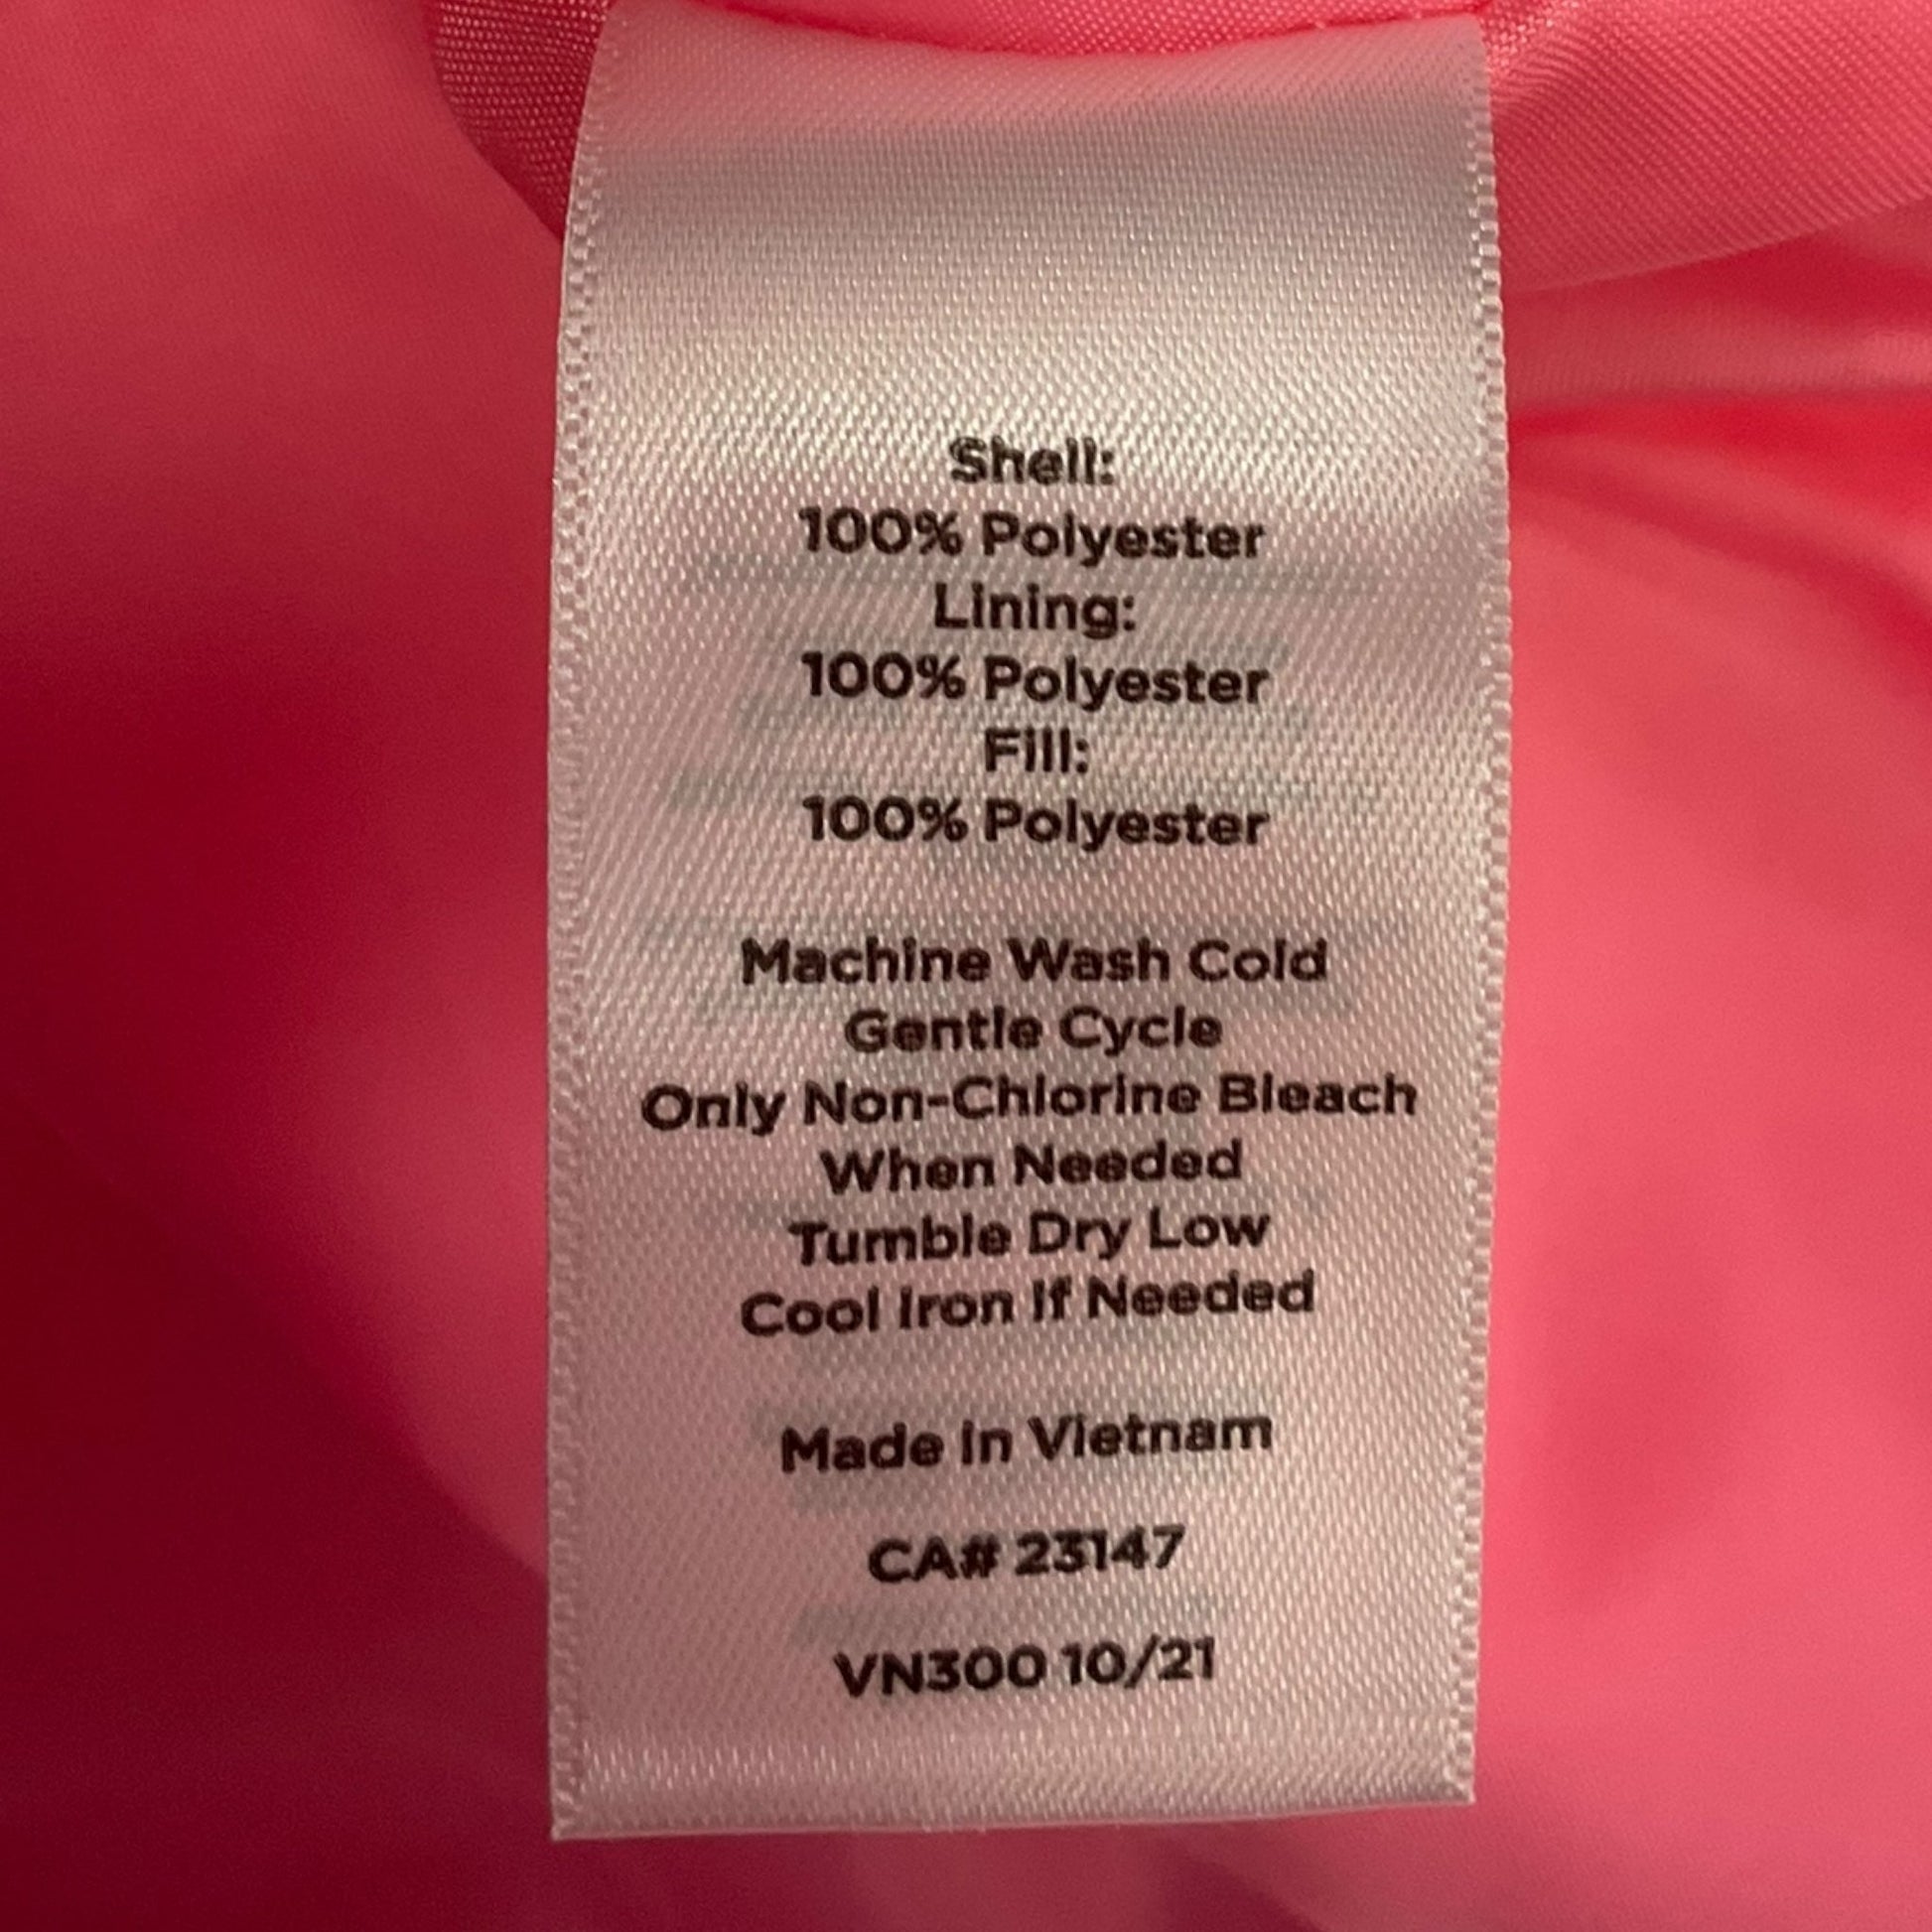 Shell:
100% Polyester
Lining:
100% Polyester
Fill:
100% Polyester
Machine Wash Cold
Gentle Cycle
Only Non-Chlorine Bleach
When Needed
Tumble Dry Low
Cool Iron If Needed
Made in Vietnam
CA# 23147
VN300 10/21